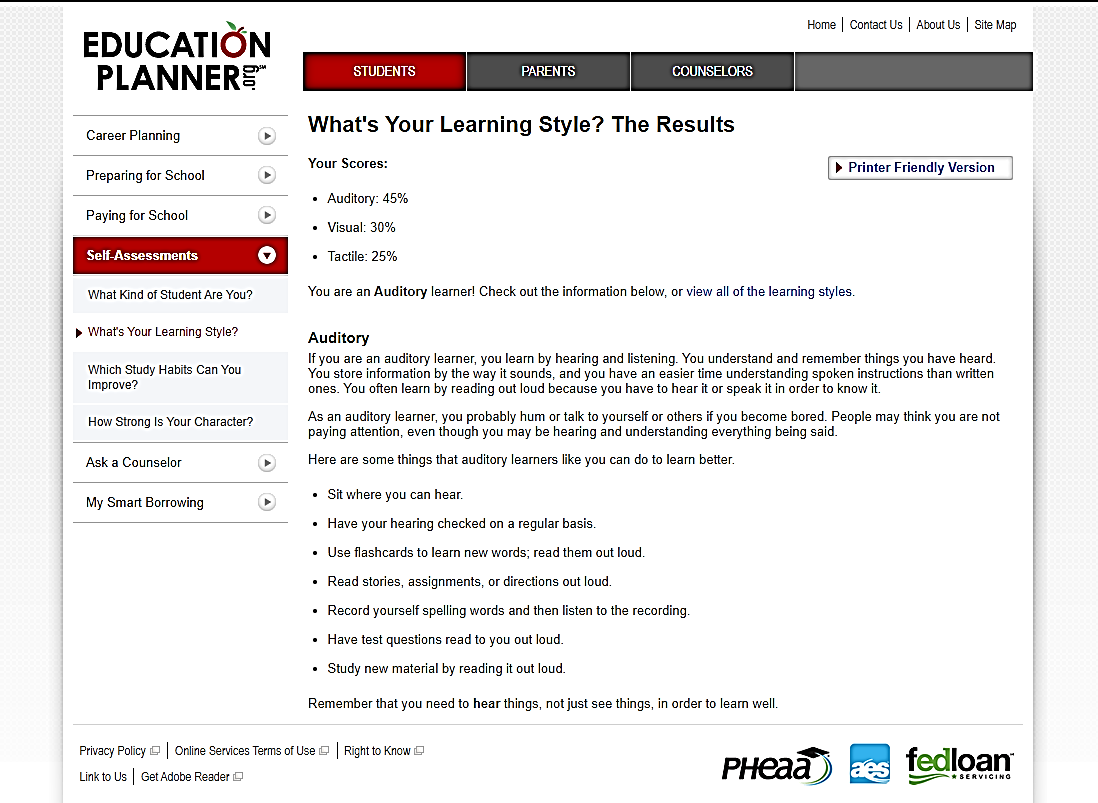 EDUCATION
PLANNER.org
Home
Contact Us
About Us
Site Map
STUDENTS
PARENTS
COUNSELORS
Career Planning
Preparing for School
Paying for School
Self-Assessments
What Kind of Student Are You?
What's Your Learning Style?
Which Study Habits Can You
Improve?
How Strong Is Your Character?
Ask a Counselor
My Smart Borrowing
What's Your Learning Style? The Results
Your Scores:
Printer Friendly Version
• Auditory: 45%
• Visual: 30%
• Tactile: 25%
You are an Auditory learner! Check out the information below, or view all of the learning styles.
Auditory
If you are an auditory learner, you learn by hearing and listening. You understand and remember things you have heard.
You store information by the way it sounds, and you have an easier time understanding spoken instructions than written
ones. You often learn by reading out loud because you have to hear it or speak it in order to know it.
As an auditory learner, you probably hum or talk to yourself or others if you become bored. People may think you are not
paying attention, even though you may be hearing and understanding everything being said.
Here are some things that auditory learners like you can do to learn better.
• Sit where you can hear.
• Have your hearing checked on a regular basis.
• Use flashcards to learn new words; read them out loud.
• Read stories, assignments, or directions out loud.
• Record yourself spelling words and then listen to the recording.
• Have test questions read to you out loud.
• Study new material by reading it out loud.
Remember that you need to hear things, not just see things, in order to learn well.
Privacy Policy
Online Services Terms of Use
Right to Know
Link to Us
Get Adobe Reader
PHEAA
aes
fedloan
SERVICING